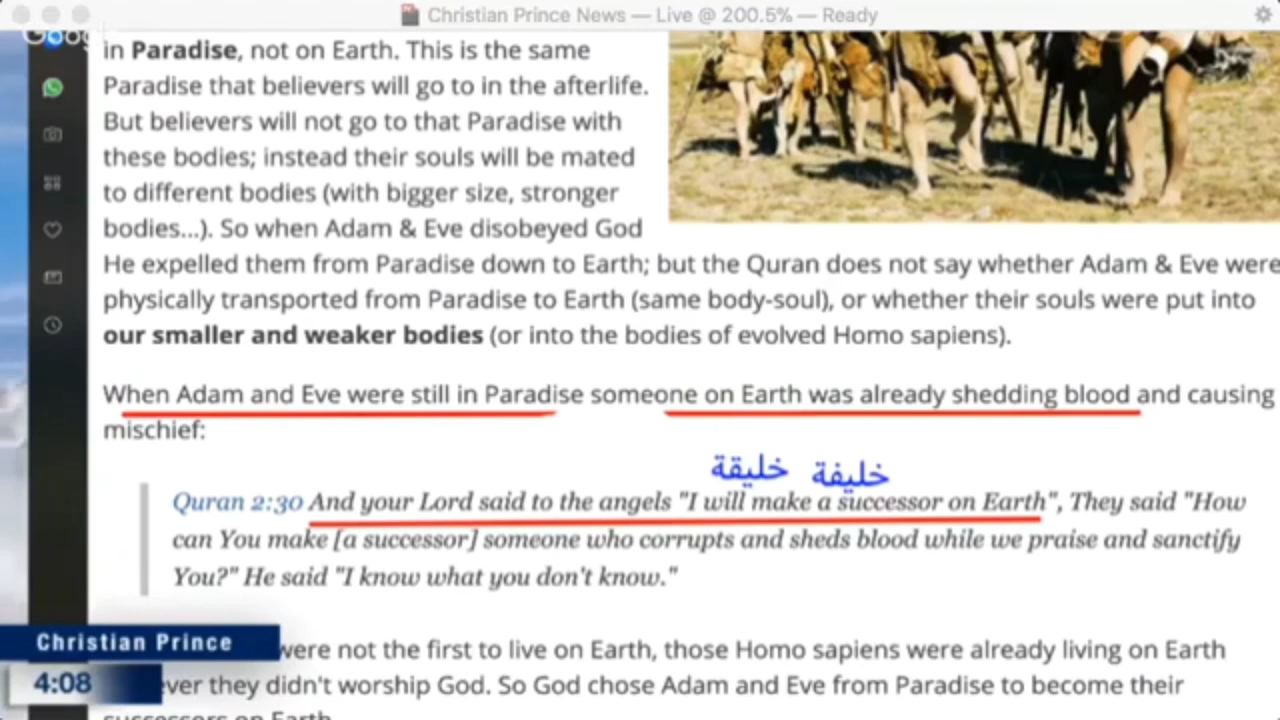 Christian Prince News — Live @ 200.5% — Ready
in Paradise, not on Earth. This is the same
Paradise that believers will go to in the afterlife.
But believers will not go to that Paradise with
these bodies; instead their souls will be mated
to different bodies (with bigger size, stronger
bodies...). So when Adam & Eve disobeyed God
He expelled them from Paradise down to Earth; but the Quran does not say whether Adam & Eve were
physically transported from Paradise to Earth (same body-soul), or whether their souls were put into
our smaller and weaker bodies (or into the bodies of evolved Homo sapiens).
When Adam and Eve were still in Paradise someone on Earth was already shedding blood and causing
mischief:
خليفة خليقة
Quran 2:30 And your Lord said to the angels "I will make a successor on Earth", They said "How
can You make [a successor] someone who corrupts and sheds blood while we praise and sanctify
You?" He said "I know what you don't know."
Christian Prince
were not the first to live on Earth, those Homo sapiens were already living on Earth
4:08
ver they didn't worship God. So God chose Adam and Eve from Paradise to become their
successors on Earth